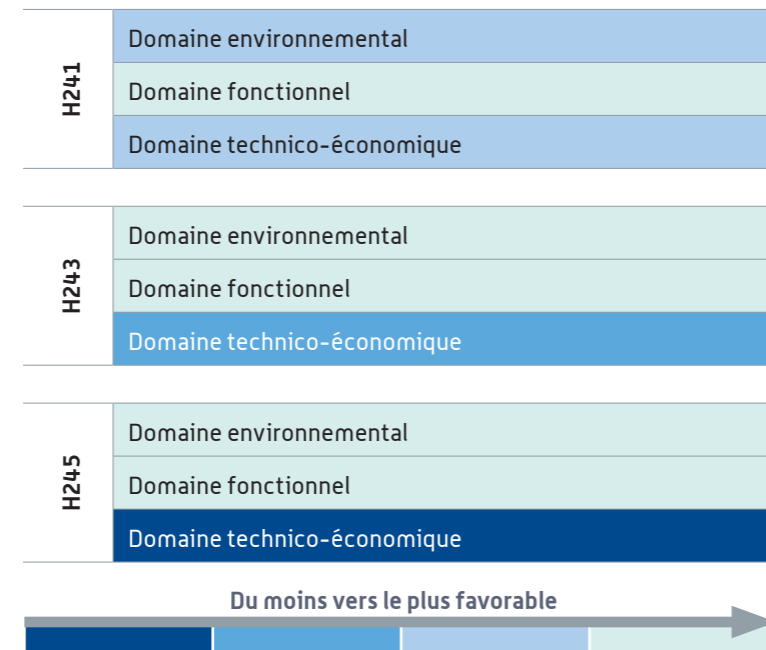 H241
Domaine environnemental
Domaine fonctionnel
Domaine technico-économique
H243
Domaine environnemental
Domaine fonctionnel
Domaine technico-économique
H245
Domaine environnemental
Domaine fonctionnel
Domaine technico-économique
Du moins vers le plus favorable